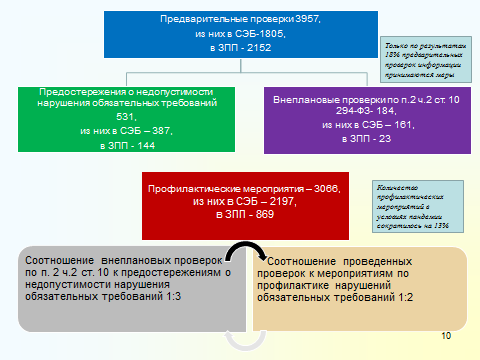 Предварительные проверки 3957,
из них в СЭБ-1805,
в ЗПП - 2152
Только по результатам
18% предварительных
проверок информации
принимаются меры
Предостережения о недопустимости
нарушения обязательных требований
531,
из них в СЭБ – 387,
в ЗПП - 144
Внеплановые проверки по п.2 ч.2 ст. 10
294-ФЗ- 184,
из них в СЭБ – 161,
в ЗПП - 23
Профилактические мероприятия – 3066,
из них в СЭБ – 2197,
в ЗПП - 869
Количество
профилактических
мероприятий в
условиях пандемии
сократилось на 13%
Соотношение внеплановых проверок
по п. 2 ч.2 ст. 10 к предостережениям о
недопустимости нарушения
обязательных требований 1:3
Соотношение проведенных
проверок к мероприятиям по
профилактике нарушений
обязательных требований 1:2
10